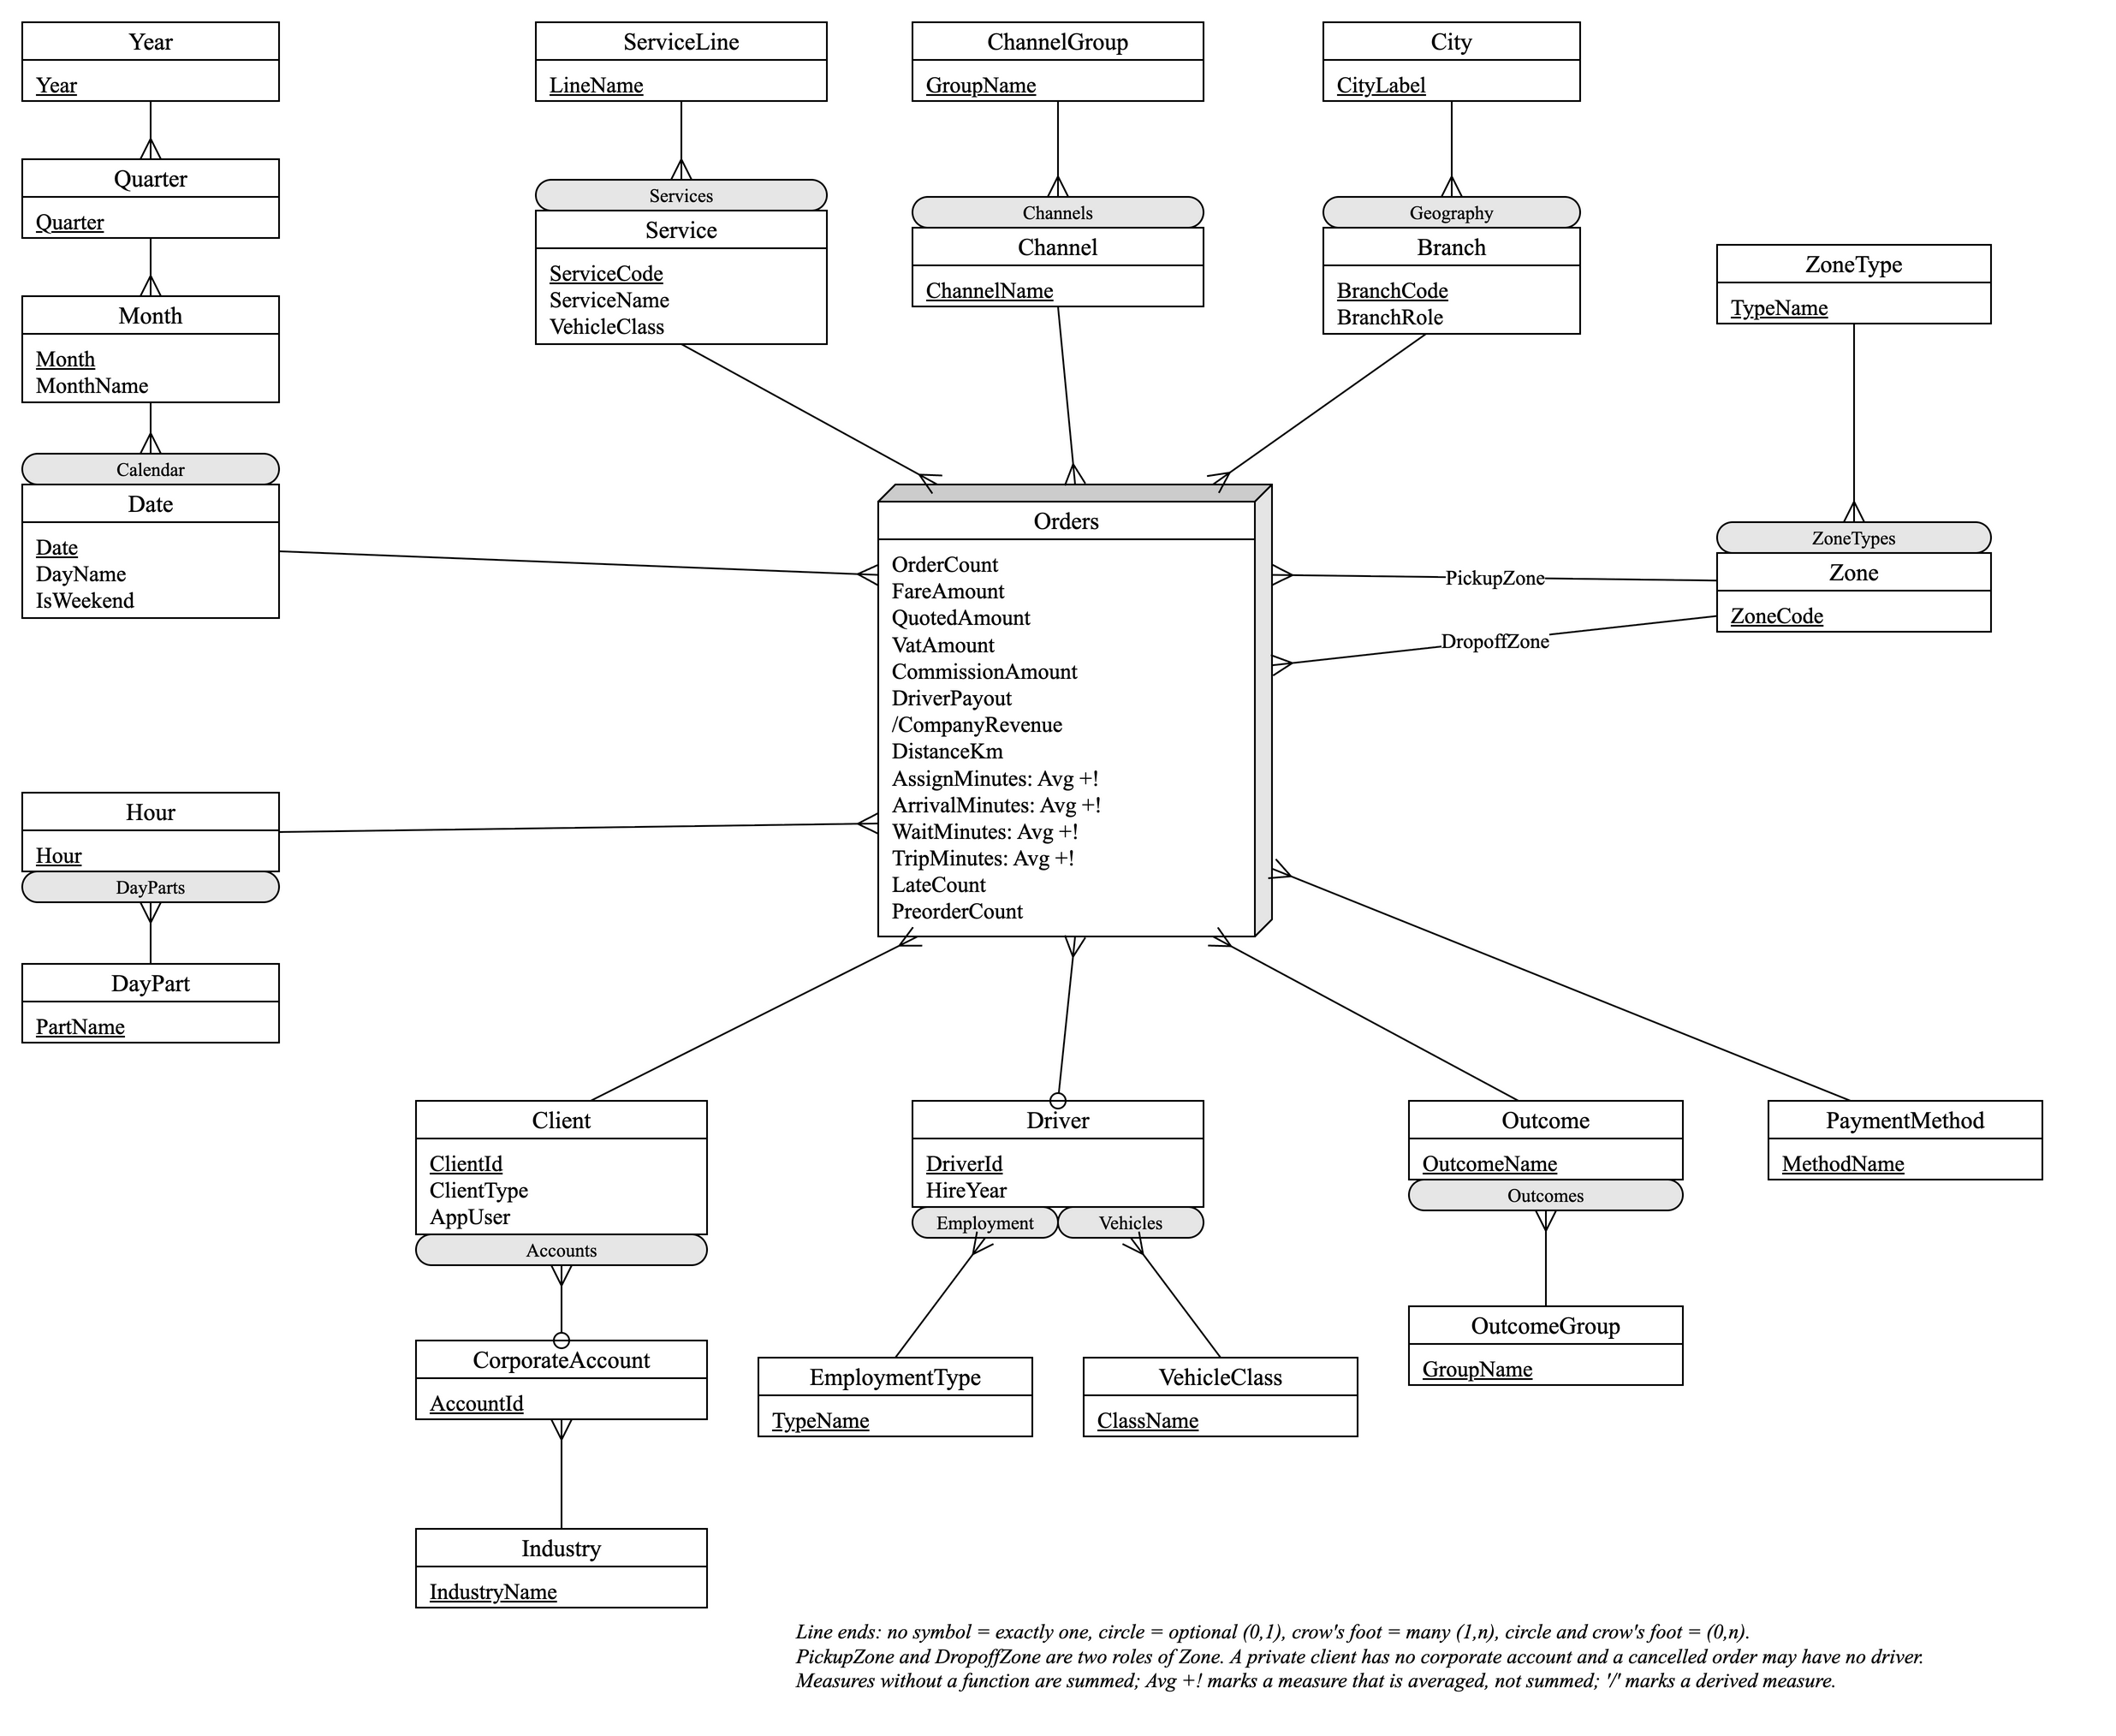 Year
Year
Quarter
Quarter
Month
Month
MonthName
Calendar
Date
Date
DayName
IsWeekend
ServiceLine
LineName
Services
Service
ServiceCode
ServiceName
VehicleClass
ChannelGroup
GroupName
Channels
Channel
ChannelName
City
CityLabel
Geography
Branch
BranchCode
BranchRole
ZoneType
TypeName
ZoneTypes
Zone
ZoneCode
PickupZone
DropoffZone
Orders
OrderCount
FareAmount
QuotedAmount
VatAmount
CommissionAmount
DriverPayout
/CompanyRevenue
DistanceKm
AssignMinutes: Avg +!
ArrivalMinutes: Avg +!
WaitMinutes: Avg +!
TripMinutes: Avg +!
LateCount
PreorderCount
Hour
Hour
DayParts
DayPart
PartName
Client
ClientId
ClientType
AppUser
Accounts
CorporateAccount
AccountId
Industry
IndustryName
Driver
DriverId
HireYear
Employment
Vehicles
EmploymentType
TypeName
VehicleClass
ClassName
Outcome
OutcomeName
Outcomes
OutcomeGroup
GroupName
PaymentMethod
MethodName
Line ends: no symbol = exactly one, circle = optional (0,1), crow's foot = many (1,n), circle and crow's foot = (0,n).
PickupZone and DropoffZone are two roles of Zone. A private client has no corporate account and a cancelled order may have no driver.
Measures without a function are summed; Avg +! marks a measure that is averaged, not summed; '/' marks a derived measure.